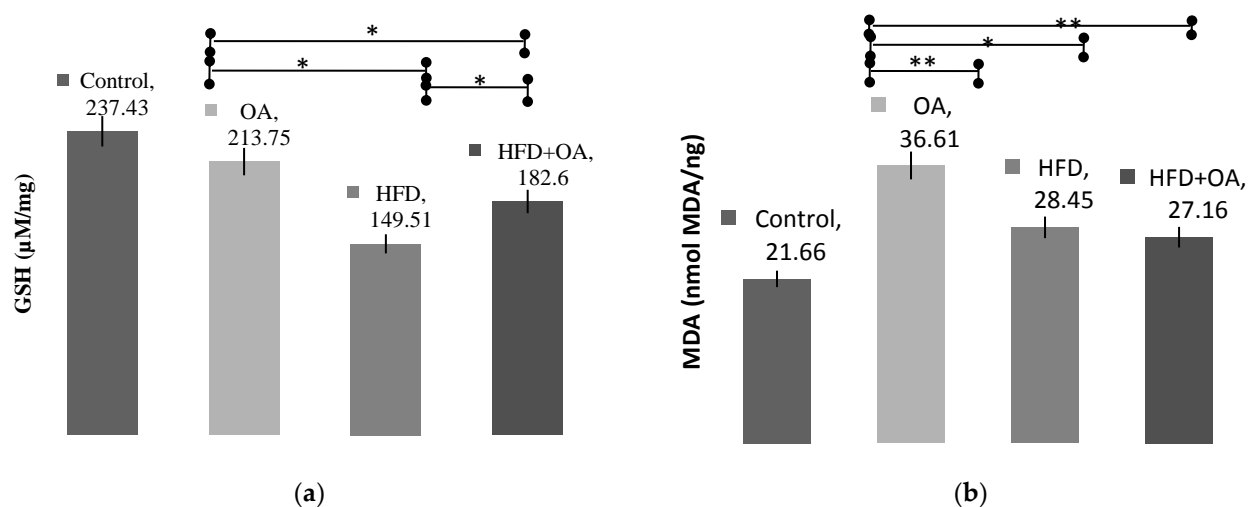 *
*
*
Control,
237.43
OA,
213.75
HFD,
149.51
HFD+OA,
182.6
GSH (µM/mg)
(a)
**
*
**
Control,
21.66
OA,
36.61
HFD,
28.45
HFD+OA,
27.16
MDA (nmol MDA/ng)
(b)